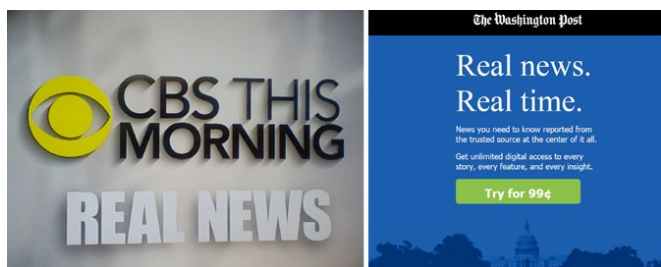 CBS THIS
MORNING
REAL NEWS
The Washington Post
Real news.
Real time.
News you need to know reported from
the trusted source at the center of it all.
Get unlimited digital access to every
story, every feature, and every insight.
Try for 99¢